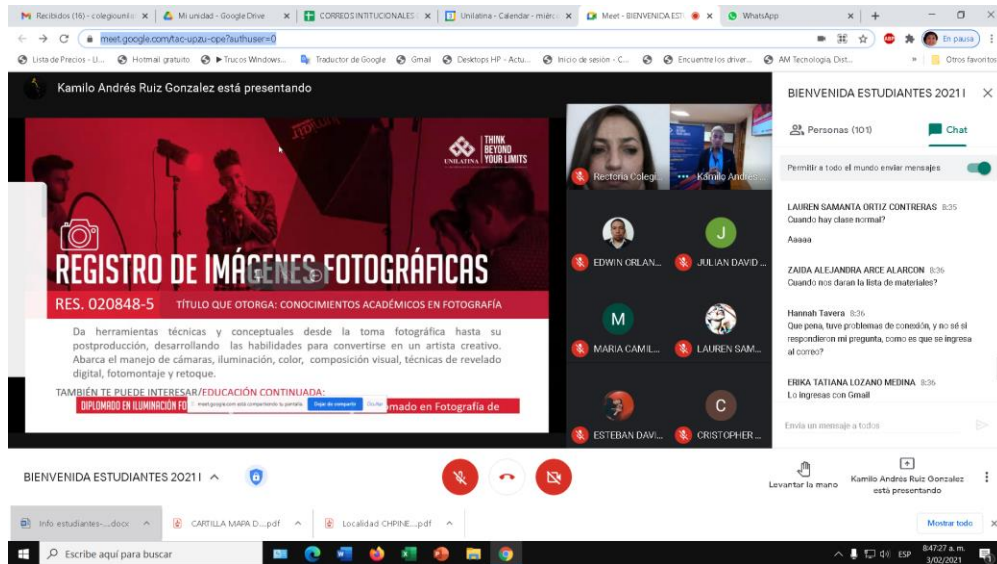 Recibidos (16) - colegiounil
Mi unidad - Google Drive
CORREOS INTITUCIONALES
Unilatina - Calendar - miérc
Meet - BIENVENIDA EST
WhatsApp
meet.google.com/tac-upzu-cpe?authuser=0
En pausa
Lista de Precios - Ll...
Hotmail gratuito
Trucos Windows...
Traductor de Google
Gmail
Desktops HP - Actu...
Inicio de sesión - C...
Encuentre los driver...
AM Tecnologia, Dist...
Otros favoritos
Kamilo Andrés Ruiz Gonzalez está presentando
UNILATINA
THINK
BEYOND
YOUR LIMITS
REGISTRO DE IMÁGENES FOTOGRÁFICAS
RES. 020848-5
TÍTULO QUE OTORGA: CONOCIMIENTOS ACADÉMICOS EN FOTOGRAFÍA
Da herramientas técnicas y conceptuales desde la toma fotográfica hasta su
postproducción, desarrollando las habilidades para convertirse en un artista creativo.
Abarca el manejo de cámaras, iluminación, color, composición visual, técnicas de revelado
digital, fotomontaje y retoque.
TAMBIÉN TE PUEDE INTERESAR/EDUCACIÓN CONTINUADA:
DIPLOMADO EN ILUMINACIÓN FO
meet.google.com está compartiendo tu pantalla.
Dejar de compartir
Ocultar
omado en Fotografía de
Rectoria Colegi...
Kamilo Andrés...
EDWIN ORLAN...
J
JULIAN DAVID ...
M
MARIA CAMIL...
LAUREN SAM...
ESTEBAN DAVI...
C
CRISTOPHER ...
BIENVENIDA ESTUDIANTES 2021 I
Personas (101)
Chat
Permitir a todo el mundo enviar mensajes
LAUREN SAMANTA ORTIZ CONTRERAS 8:35
Cuando hay clase normal?
Aaaaa
ZAIDA ALEJANDRA ARCE ALARCON 8:36
Cuando nos daran la lista de materiales?
Hannah Tavera 8:36
Que pena, tuve problemas de conexión, y no sé si
respondieron mi pregunta, como es que se ingresa
al correo?
ERIKA TATIANA LOZANO MEDINA 8:36
Lo ingresas con Gmail
Envía un mensaje a todos
BIENVENIDA ESTUDIANTES 2021 I
Levantar la mano
Kamilo Andrés Ruiz Gonzalez
está presentando
Info estudiantes-....docx
CARTILLA MAPA D....pdf
Localidad CHPINE....pdf
Mostrar todo
Escribe aquí para buscar
ESP
8:47:27 a. m.
3/02/2021